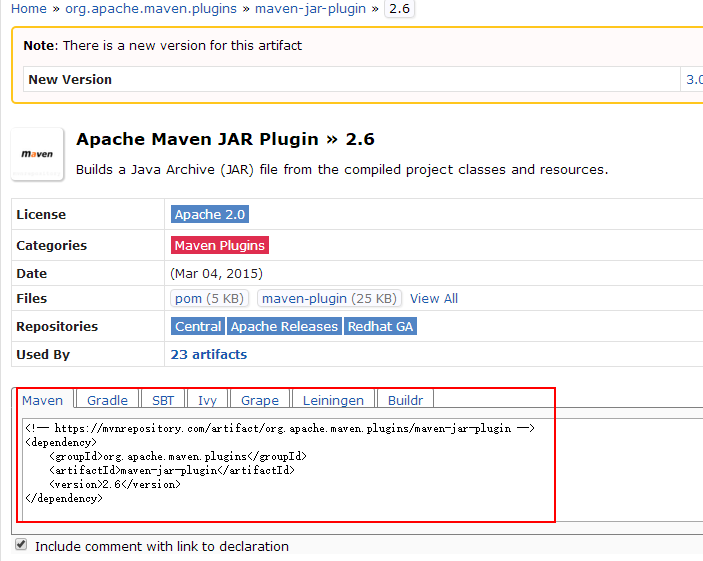 Home » org.apache.maven.plugins » maven-jar-plugin » 2.6
Note: There is a new version for this artifact
New Version 3.0
maven
Apache Maven JAR Plugin » 2.6
Builds a Java Archive (JAR) file from the compiled project classes and resources.
License Apache 2.0
Categories Maven Plugins
Date (Mar 04, 2015)
Files pom (5 KB) maven-plugin (25 KB) View All
Repositories Central Apache Releases Redhat GA
Used By 23 artifacts
Maven Gradle SBT Ivy Grape Leiningen Buildr
<!-- https://mvnrepository.com/artifact/org.apache.maven.plugins/maven-jar-plugin -->
<dependency>
<groupId>org.apache.maven.plugins</groupId>
<artifactId>maven-jar-plugin</artifactId>
<version>2.6</version>
</dependency>
Include comment with link to declaration